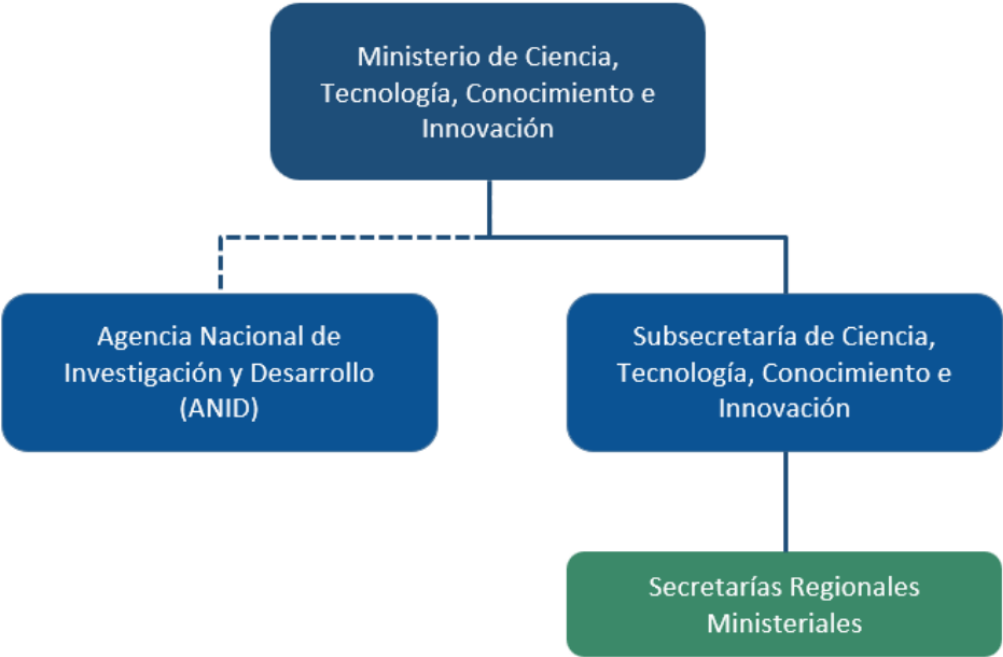 Ministerio de Ciencia,
Tecnología, Conocimiento e
Innovación
Agencia Nacional de
Investigación y Desarrollo
(ANID)
Subsecretaría de Ciencia,
Tecnología, Conocimiento e
Innovación
Secretarías Regionales
Ministeriales